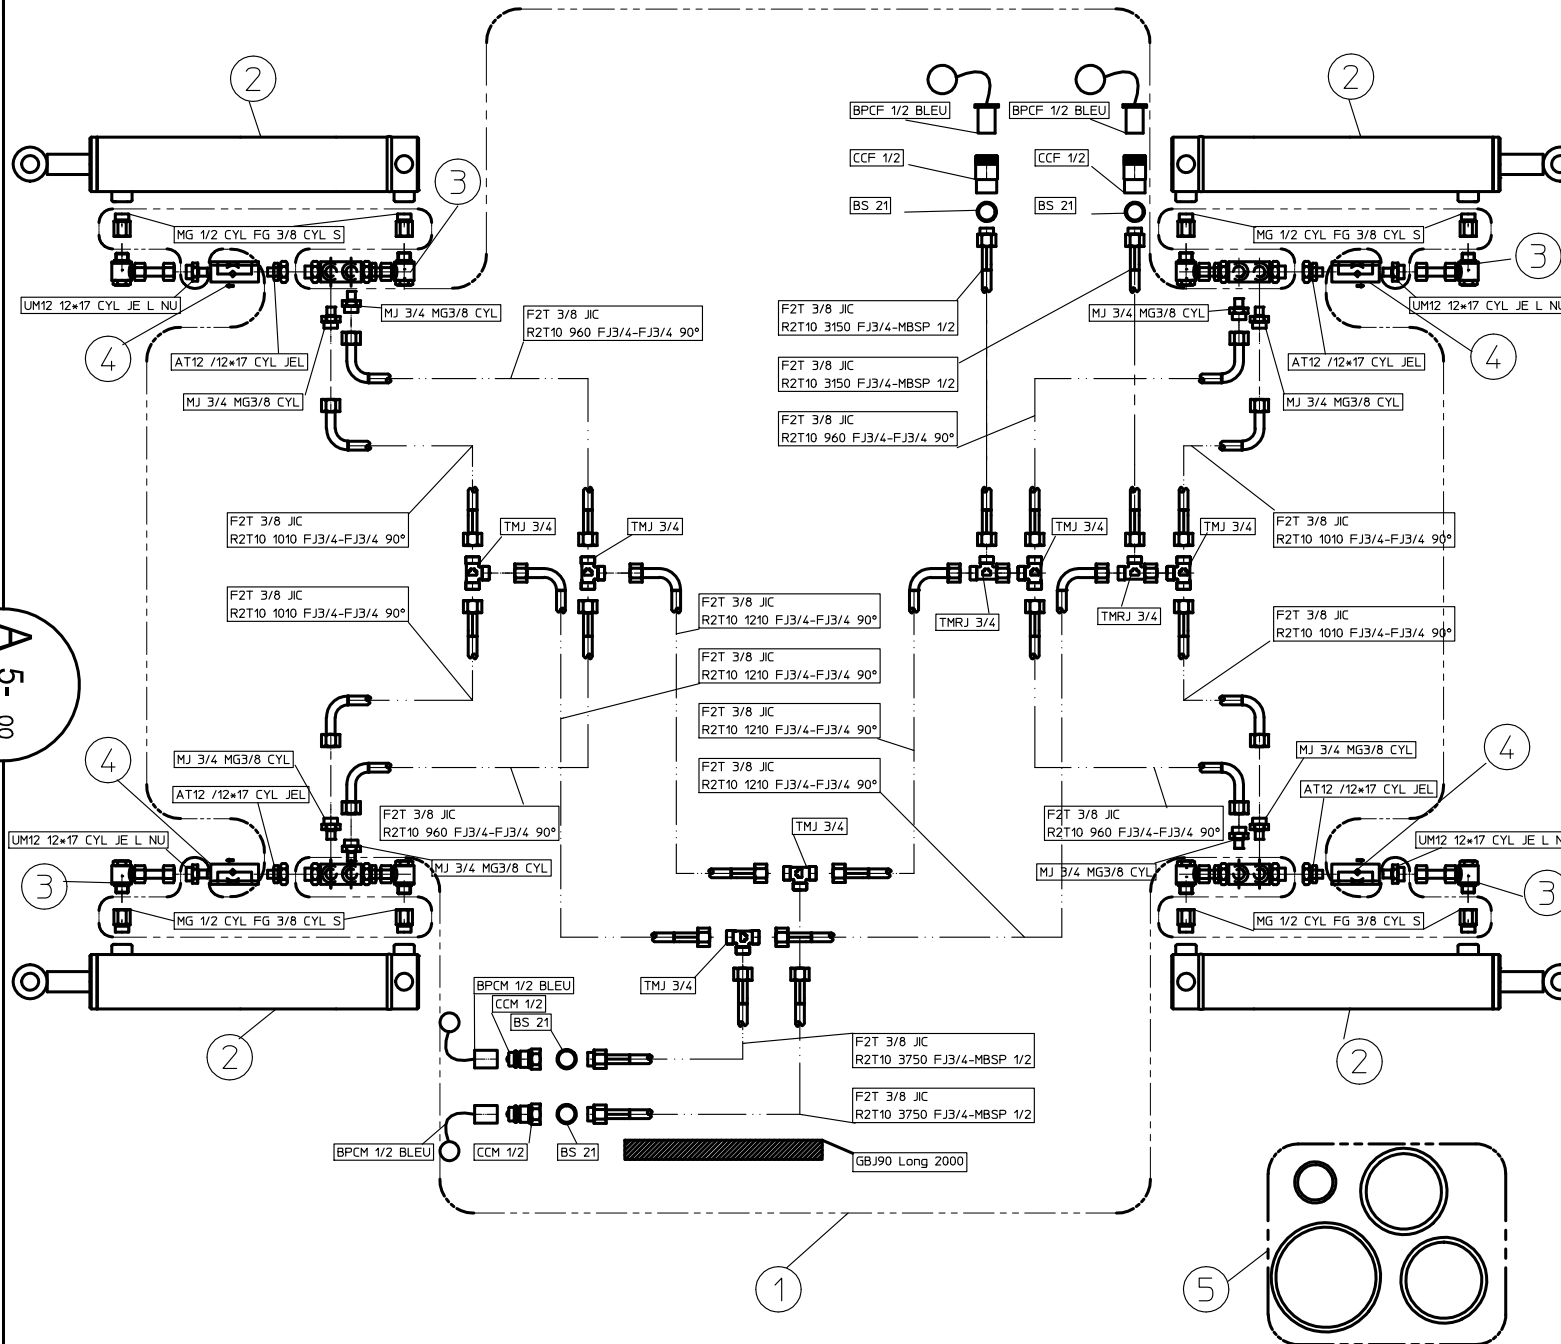 2
2
BPCF 1/2 BLEU
BPCF 1/2 BLEU
CCF 1/2
CCF 1/2
3
BS 21
BS 21
MG 1/2 CYL FG 3/8 CYL S
MG 1/2 CYL FG 3/8 CYL S
3
UM12 12*17 CYL JE L NU
MJ 3/4 MG3/8 CYL
F2T 3/8 JIC
R2T10 960 FJ3/4-FJ3/4 90°
F2T 3/8 JIC
R2T10 3150 FJ3/4-MBSP 1/2
MJ 3/4 MG3/8 CYL
UM12 12*17 CYL JE L NU
4
AT12 /12*17 CYL JEL
F2T 3/8 JIC
R2T10 3150 FJ3/4-MBSP 1/2
AT12 /12*17 CYL JEL
4
MJ 3/4 MG3/8 CYL
MJ 3/4 MG3/8 CYL
F2T 3/8 JIC
R2T10 960 FJ3/4-FJ3/4 90°
F2T 3/8 JIC
R2T10 1010 FJ3/4-FJ3/4 90°
TMJ 3/4
TMJ 3/4
TMJ 3/4
TMJ 3/4
F2T 3/8 JIC
R2T10 1010 FJ3/4-FJ3/4 90°
F2T 3/8 JIC
R2T10 1010 FJ3/4-FJ3/4 90°
F2T 3/8 JIC
R2T10 1210 FJ3/4-FJ3/4 90°
TMRJ 3/4
TMRJ 3/4
F2T 3/8 JIC
R2T10 1010 FJ3/4-FJ3/4 90°
A
5-
98
F2T 3/8 JIC
R2T10 1210 FJ3/4-FJ3/4 90°
F2T 3/8 JIC
R2T10 1210 FJ3/4-FJ3/4 90°
4
MJ 3/4 MG3/8 CYL
F2T 3/8 JIC
R2T10 1210 FJ3/4-FJ3/4 90°
MJ 3/4 MG3/8 CYL
4
AT12 /12*17 CYL JEL
AT12 /12*17 CYL JEL
UM12 12*17 CYL JE L NU
F2T 3/8 JIC
R2T10 960 FJ3/4-FJ3/4 90°
TMJ 3/4
F2T 3/8 JIC
R2T10 960 FJ3/4-FJ3/4 90°
UM12 12*17 CYL JE L N
3
MJ 3/4 MG3/8 CYL
MJ 3/4 MG3/8 CYL
3
MG 1/2 CYL FG 3/8 CYL S
MG 1/2 CYL FG 3/8 CYL S
BPCM 1/2 BLEU
TMJ 3/4
CCM 1/2
BS 21
2
F2T 3/8 JIC
R2T10 3750 FJ3/4-MBSP 1/2
2
F2T 3/8 JIC
R2T10 3750 FJ3/4-MBSP 1/2
BPCM 1/2 BLEU
CCM 1/2
BS 21
GBJ90 Long 2000
1
5